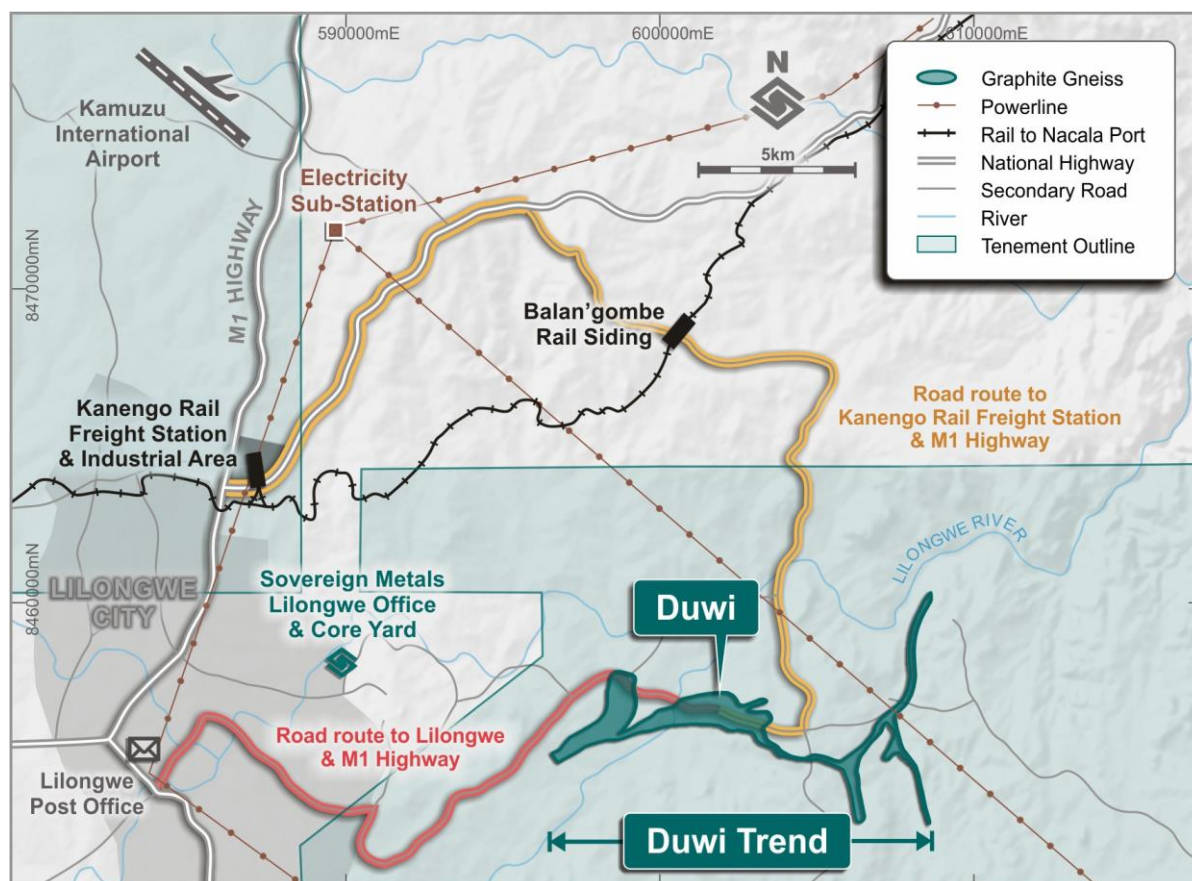 590000mE
600000mE
610000mE
N
5km
Graphite Gneiss
Powerline
Rail to Nacala Port
National Highway
Secondary Road
River
Tenement Outline
Kamuzu
International
Airport
Electricity
Sub-Station
M1 HIGHWAY
8470000mN
Balan’gombe
Rail Siding
Kanengo Rail
Freight Station
& Industrial Area
Road route to
Kanengo Rail Freight Station
& M1 Highway
LILONGWE RIVER
8460000mN
LILONGWE
CITY
Sovereign Metals
Lilongwe Office
& Core Yard
Duwi
Road route to Lilongwe
& M1 Highway
Lilongwe
Post Office
Duwi Trend